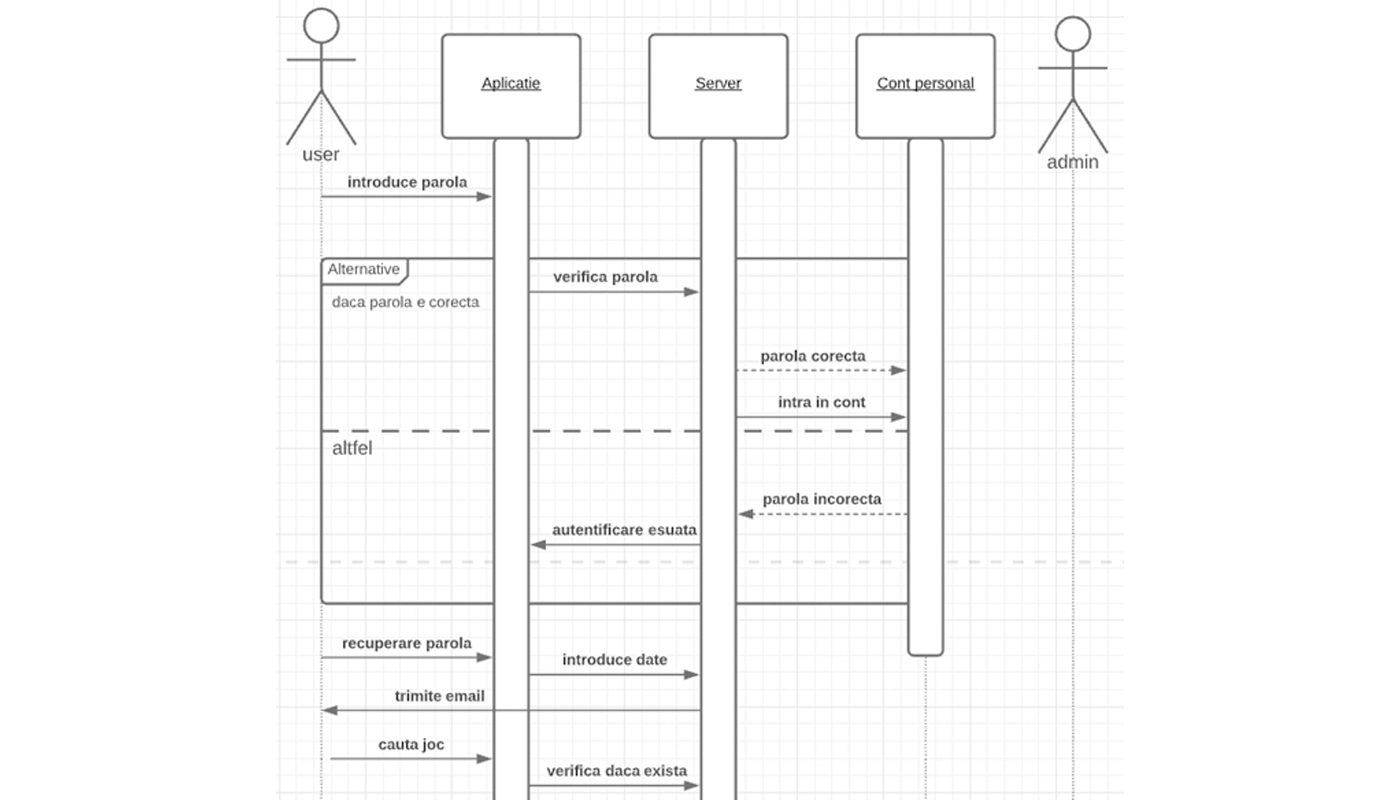 Aplicatie
Server
Cont personal
user
admin
introduce parola
Alternative
verifica parola
daca parola e corecta
parola corecta
intra in cont
altfel
parola incorecta
autentificare esuata
recuperare parola
introduce date
trimite email
cauta joc
verifica daca exista